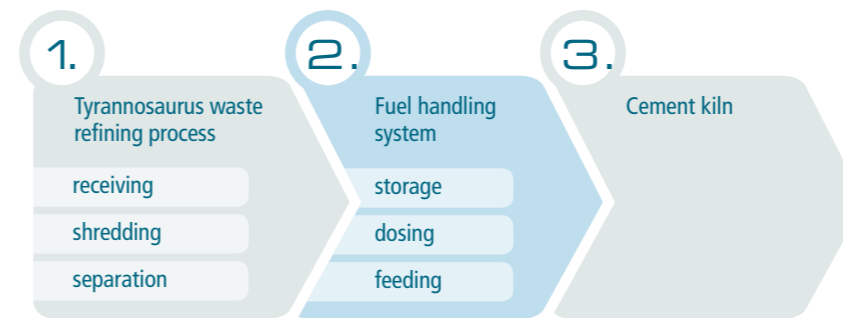 1.
Tyrannosaurus waste
refining process
receiving
shredding
separation
2.
Fuel handling
system
storage
dosing
feeding
3.
Cement kiln